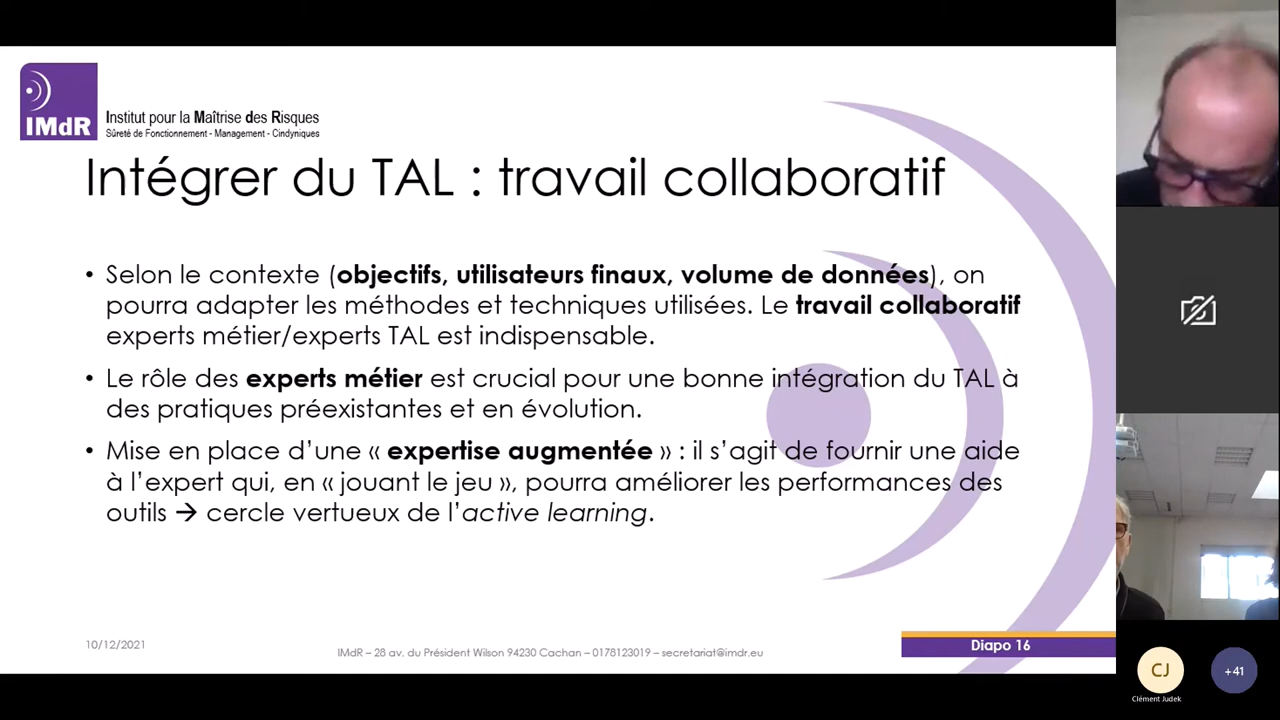 IMdR
Institut pour la Maîtrise des Risques
Sûreté de Fonctionnement - Management - Cindyniques
Intégrer du TAL : travail collaboratif
• Selon le contexte (objectifs, utilisateurs finaux, volume de données), on
pourra adapter les méthodes et techniques utilisées. Le travail collaboratif
experts métier/experts TAL est indispensable.
• Le rôle des experts métier est crucial pour une bonne intégration du TAL à
des pratiques préexistantes et en évolution.
• Mise en place d’une « expertise augmentée » : il s’agit de fournir une aide
à l’expert qui, en « jouant le jeu », pourra améliorer les performances des
outils → cercle vertueux de l’active learning.
10/12/2021
IMdR – 28 av. du Président Wilson 94230 Cachan – 0178123019 – secretariat@imdr.eu
Diapo 16
CJ
+41
Clément Judek